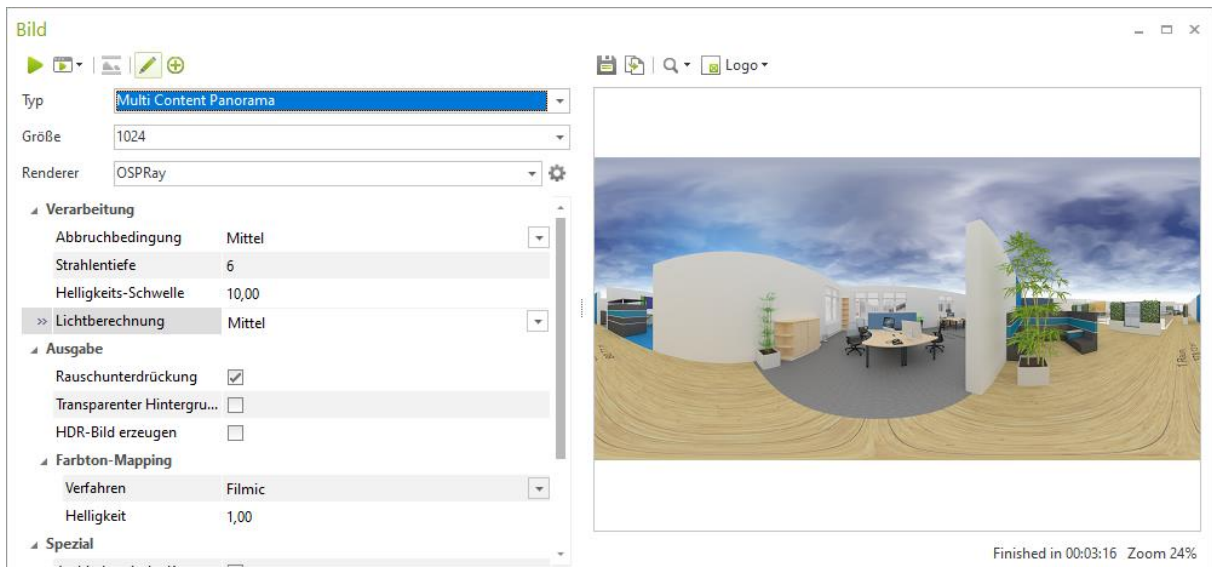 Bild
Logo
Typ Multi Content Panorama
Größe 1024
Renderer OSPRay
Verarbeitung
Abbruchbedingung Mittel
Strahlentiefe 6
Helligkeits-Schwelle 10,00
Lichtberechnung Mittel
Ausgabe
Rauschunterdrückung
Transparenter Hintergru...
HDR-Bild erzeugen
Farbton-Mapping
Verfahren Filmic
Helligkeit 1,00
Spezial
Finished in 00:03:16 Zoom 24%